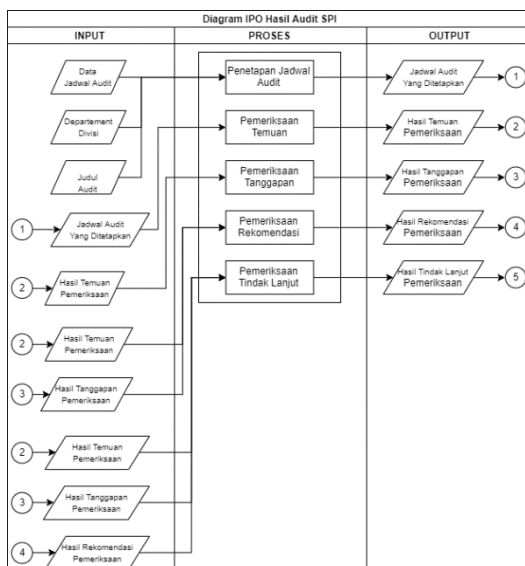 Diagram IPO Hasil Audit SPI
INPUT
PROSES
OUTPUT
Data
Jadwal Audit
Penetapan Jadwal
Audit
Jadwal Audit
Yang Ditetapkan
1
Departement
Divisi
Pemeriksaan
Temuan
Hasil Temuan
Pemeriksaan
2
Judul
Audit
Pemeriksaan
Tanggapan
Hasil Tanggapan
Pemeriksaan
3
1
Jadwal Audit
Yang Ditetapkan
Pemeriksaan
Rekomendasi
Hasil Rekomendasi
Pemeriksaan
4
2
Hasil Temuan
Pemeriksaan
Pemeriksaan
Tindak Lanjut
Hasil Tindak Lanjut
Pemeriksaan
5
2
Hasil Temuan
Pemeriksaan
3
Hasil Tanggapan
Pemeriksaan
2
Hasil Temuan
Pemeriksaan
3
Hasil Tanggapan
Pemeriksaan
4
Hasil Rekomendasi
Pemeriksaan